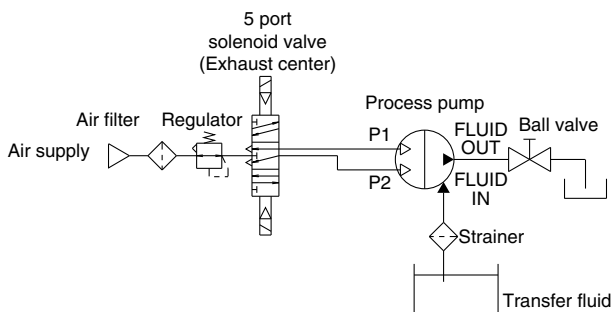 5 port
solenoid valve
(Exhaust center)
Process pump
Air filter
Regulator
Ball valve
P1
FLUID
OUT
Air supply
P2
FLUID
IN
Strainer
Transfer fluid